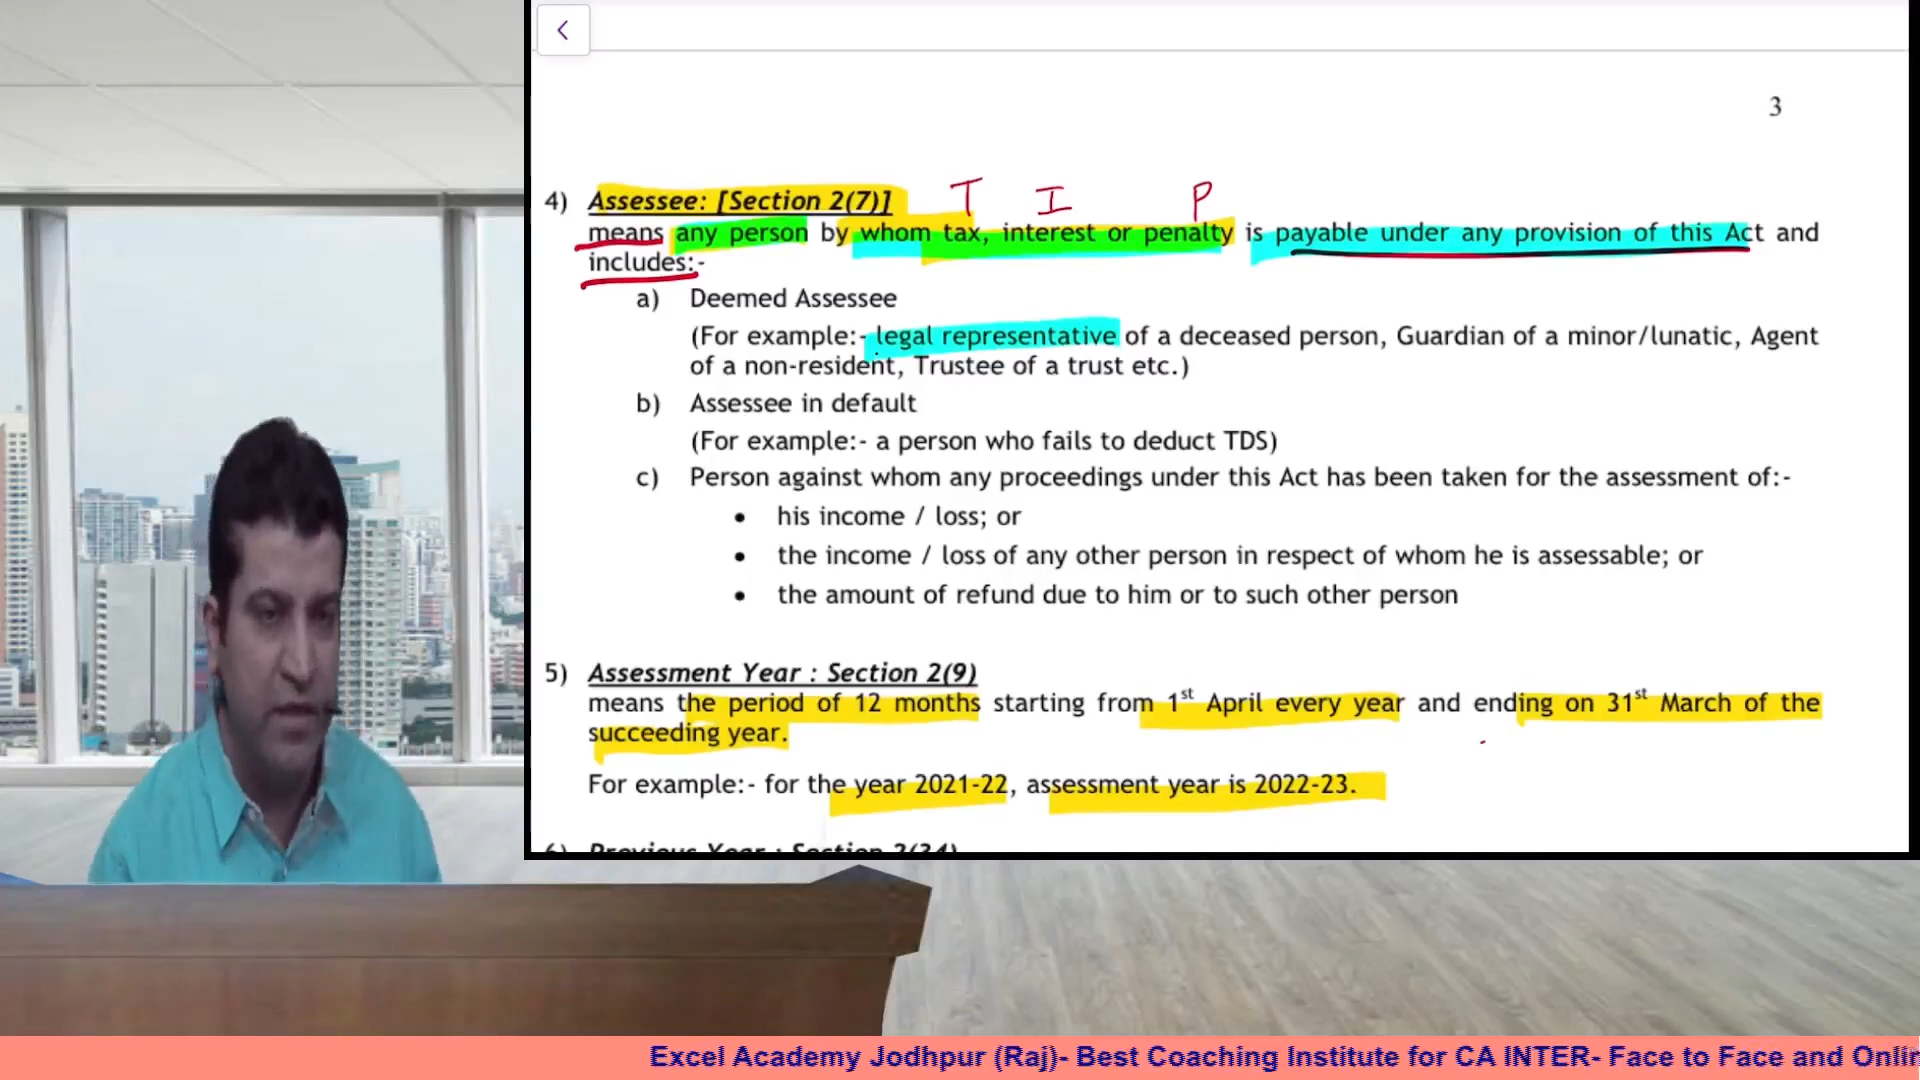 3
T I P
4) Assessee: [Section 2(7)]
means any person by whom tax, interest or penalty is payable under any provision of this Act and
includes:-
a) Deemed Assessee
(For example:- legal representative of a deceased person, Guardian of a minor/lunatic, Agent
of a non-resident, Trustee of a trust etc.)
b) Assessee in default
(For example:- a person who fails to deduct TDS)
c) Person against whom any proceedings under this Act has been taken for the assessment of:-
• his income / loss; or
• the income / loss of any other person in respect of whom he is assessable; or
• the amount of refund due to him or to such other person
5) Assessment Year : Section 2(9)
means the period of 12 months starting from 1st April every year and ending on 31st March of the
succeeding year.
For example:- for the year 2021-22, assessment year is 2022-23.
6) Previous Year : Section 2(34)
Excel Academy Jodhpur (Raj)- Best Coaching Institute for CA INTER- Face to Face and Onlin